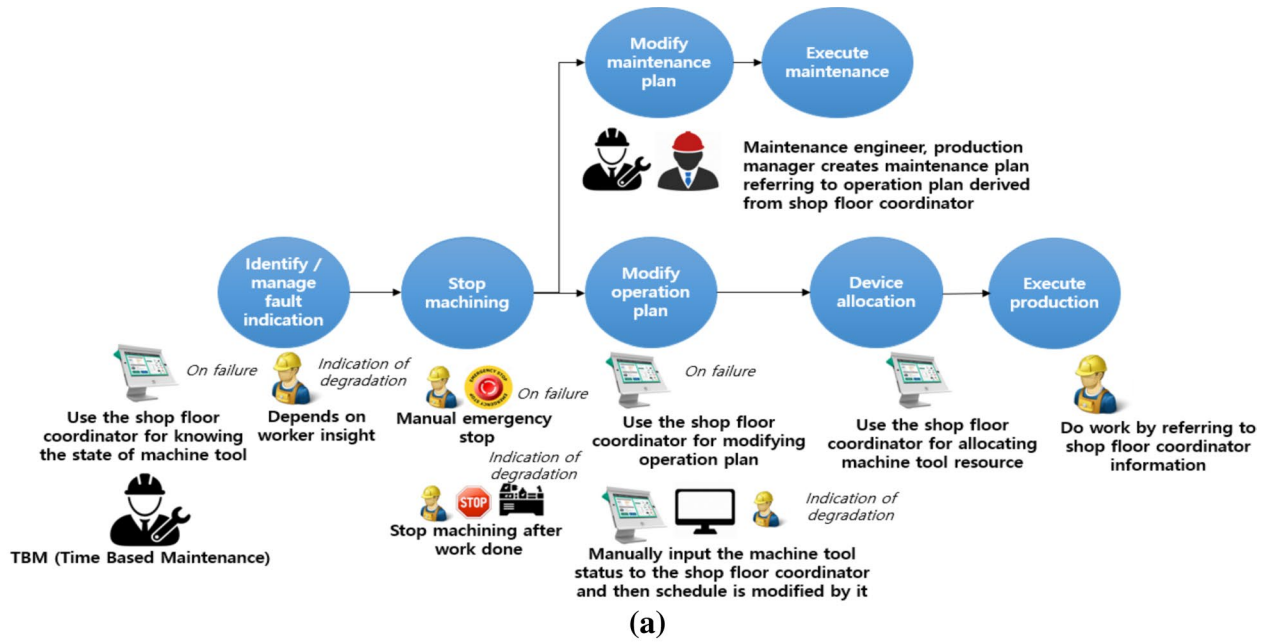 Modify
maintenance
plan
Execute
maintenance
Maintenance engineer, production
manager creates maintenance plan
referring to operation plan derived
from shop floor coordinator
Identify /
manage
fault
indication
Stop
machining
Modify
operation
plan
Device
allocation
Execute
production
On failure
Use the shop floor
coordinator for knowing
the state of machine tool
TBM (Time Based Maintenance)
Indication of
degradation
Depends on
worker insight
EMERGENCY STOP
On failure
Manual emergency
stop
Indication of
degradation
STOP
Stop machining after
work done
On failure
Use the shop floor
coordinator for modifying
operation plan
Indication of
degradation
Manually input the machine tool
status to the shop floor coordinator
and then schedule is modified by it
Use the shop floor
coordinator for allocating
machine tool resource
Do work by referring to
shop floor coordinator
information
(a)